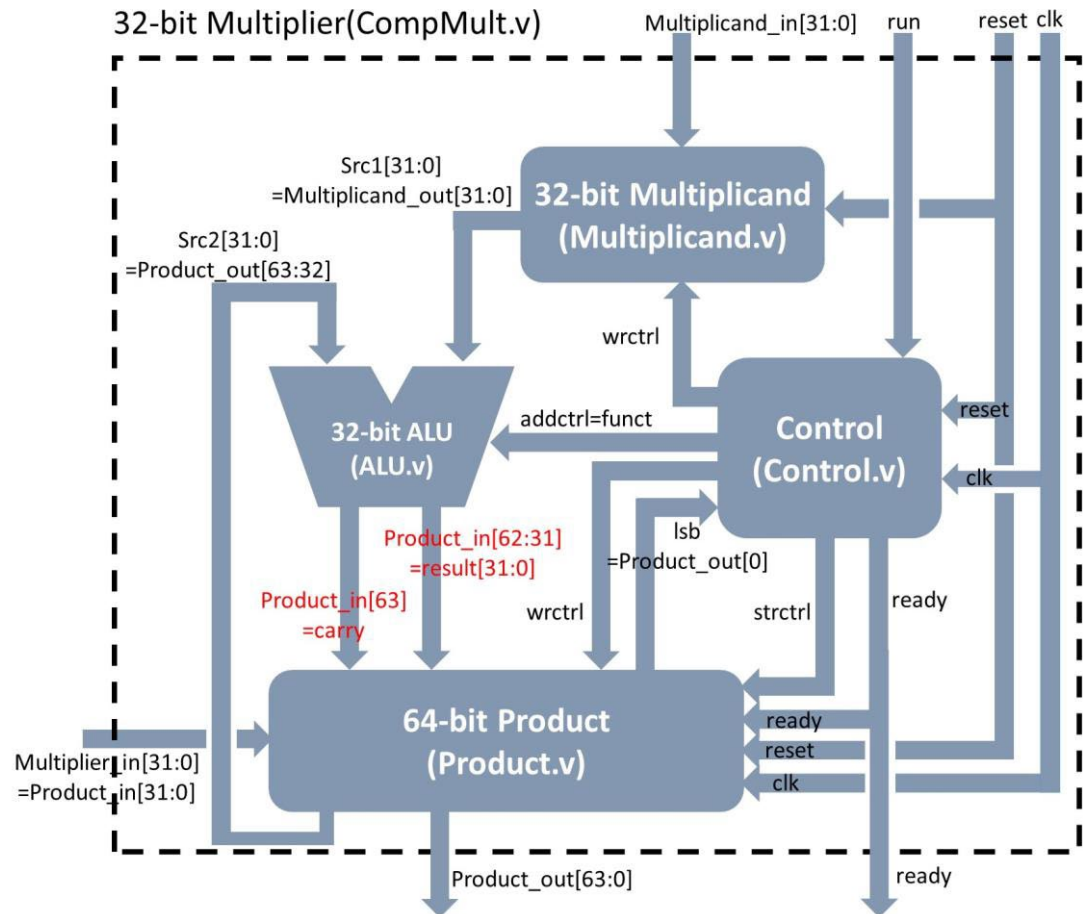 32-bit Multiplier(CompMult.v)
Multiplicand_in[31:0]
run
reset
clk
Src1[31:0]
=Multiplicand_out[31:0]
32-bit Multiplicand
(Multiplicand.v)
Src2[31:0]
=Product_out[63:32]
wrctrl
32-bit ALU
(ALU.v)
addctrl=funct
Control
(Control.v)
reset
clk
Product_in[62:31]
=result[31:0]
lsb
=Product_out[0]
Product_in[63]
=carry
wrctrl
strctrl
ready
64-bit Product
(Product.v)
ready
reset
clk
Multiplier_in[31:0]
=Product_in[31:0]
Product_out[63:0]
ready